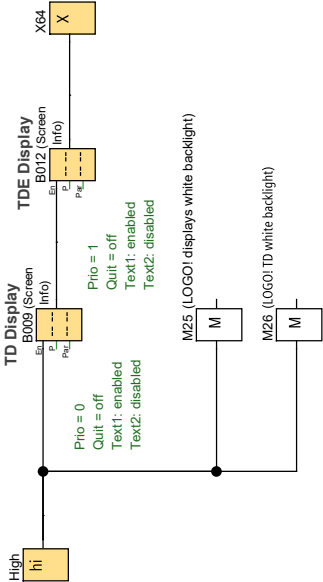 High
hi
TD Display
B009 (Screen
Info)
En
P
Par
Prio = 0
Quit = off
Text1: enabled
Text2: disabled
TDE Display
B012 (Screen
Info)
En
P
Par
Prio = 1
Quit = off
Text1: enabled
Text2: disabled
X64
X
M25 (LOGO! displays white backlight)
M
M26 (LOGO! TD white backlight)
M